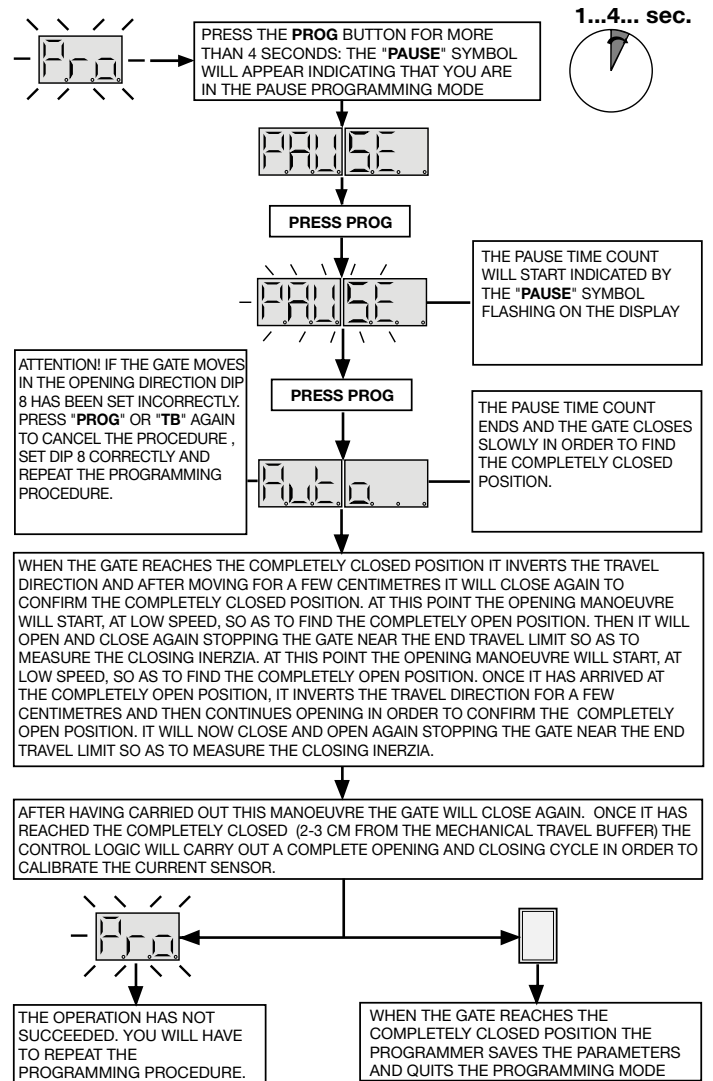 1...4... sec.
Pro
PRESS THE PROG BUTTON FOR MORE
THAN 4 SECONDS: THE "PAUSE" SYMBOL
WILL APPEAR INDICATING THAT YOU ARE
IN THE PAUSE PROGRAMMING MODE
PAUSE
PRESS PROG
PAUSE
THE PAUSE TIME COUNT
WILL START INDICATED BY
THE "PAUSE" SYMBOL
FLASHING ON THE DISPLAY
ATTENTION! IF THE GATE MOVES
IN THE OPENING DIRECTION DIP
8 HAS BEEN SET INCORRECTLY.
PRESS "PROG" OR "TB" AGAIN
TO CANCEL THE PROCEDURE ,
SET DIP 8 CORRECTLY AND
REPEAT THE PROGRAMMING
PROCEDURE.
PRESS PROG
Auto
THE PAUSE TIME COUNT
ENDS AND THE GATE CLOSES
SLOWLY IN ORDER TO FIND
THE COMPLETELY CLOSED
POSITION.
WHEN THE GATE REACHES THE COMPLETELY CLOSED POSITION IT INVERTS THE TRAVEL
DIRECTION AND AFTER MOVING FOR A FEW CENTIMETRES IT WILL CLOSE AGAIN TO
CONFIRM THE COMPLETELY CLOSED POSITION. AT THIS POINT THE OPENING MANOEUVRE
WILL START, AT LOW SPEED, SO AS TO FIND THE COMPLETELY OPEN POSITION. THEN IT WILL
OPEN AND CLOSE AGAIN STOPPING THE GATE NEAR THE END TRAVEL LIMIT SO AS TO
MEASURE THE CLOSING INERZIA. AT THIS POINT THE OPENING MANOEUVRE WILL START, AT
LOW SPEED, SO AS TO FIND THE COMPLETELY OPEN POSITION. ONCE IT HAS ARRIVED AT
THE COMPLETELY OPEN POSITION, IT INVERTS THE TRAVEL DIRECTION FOR A FEW
CENTIMETRES AND THEN CONTINUES OPENING IN ORDER TO CONFIRM THE COMPLETELY
OPEN POSITION. IT WILL NOW CLOSE AND OPEN AGAIN STOPPING THE GATE NEAR THE END
TRAVEL LIMIT SO AS TO MEASURE THE CLOSING INERZIA.
AFTER HAVING CARRIED OUT THIS MANOEUVRE THE GATE WILL CLOSE AGAIN. ONCE IT HAS
REACHED THE COMPLETELY CLOSED (2-3 CM FROM THE MECHANICAL TRAVEL BUFFER) THE
CONTROL LOGIC WILL CARRY OUT A COMPLETE OPENING AND CLOSING CYCLE IN ORDER TO
CALIBRATE THE CURRENT SENSOR.
Pro
THE OPERATION HAS NOT
SUCCEEDED. YOU WILL HAVE
TO REPEAT THE
PROGRAMMING PROCEDURE.
WHEN THE GATE REACHES THE
COMPLETELY CLOSED POSITION THE
PROGRAMMER SAVES THE PARAMETERS
AND QUITS THE PROGRAMMING MODE